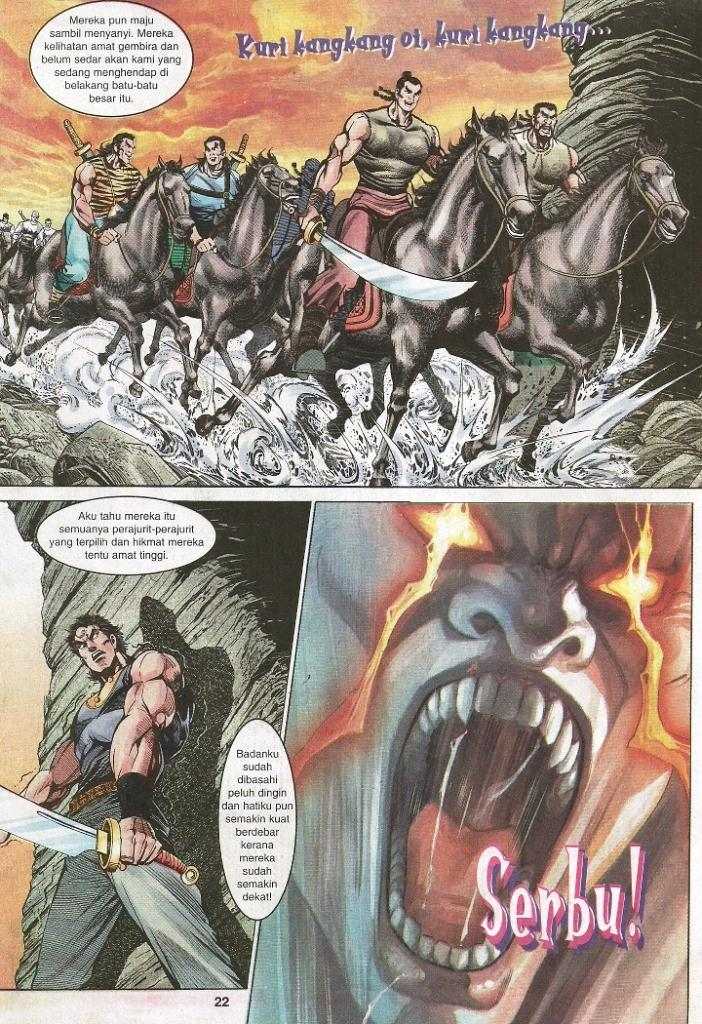 Mereka pun maju
sambil menyanyi. Mereka
kelihatan amat gembira dan
belum sedar akan kami yang
sedang menghendap di
belakang batu-batu
besar itu.
Kuri kangkang oi, kuri kangkang...
Aku tahu mereka itu
semuanya perajurit-perajurit
yang terpilih dan hikmat mereka
tentu amat tinggi.
Badanku
sudah
dibasahi
peluh dingin
dan hatiku pun
semakin kuat
berdebar
kerana
mereka
sudah
semakin
dekat!
Serbu!
22